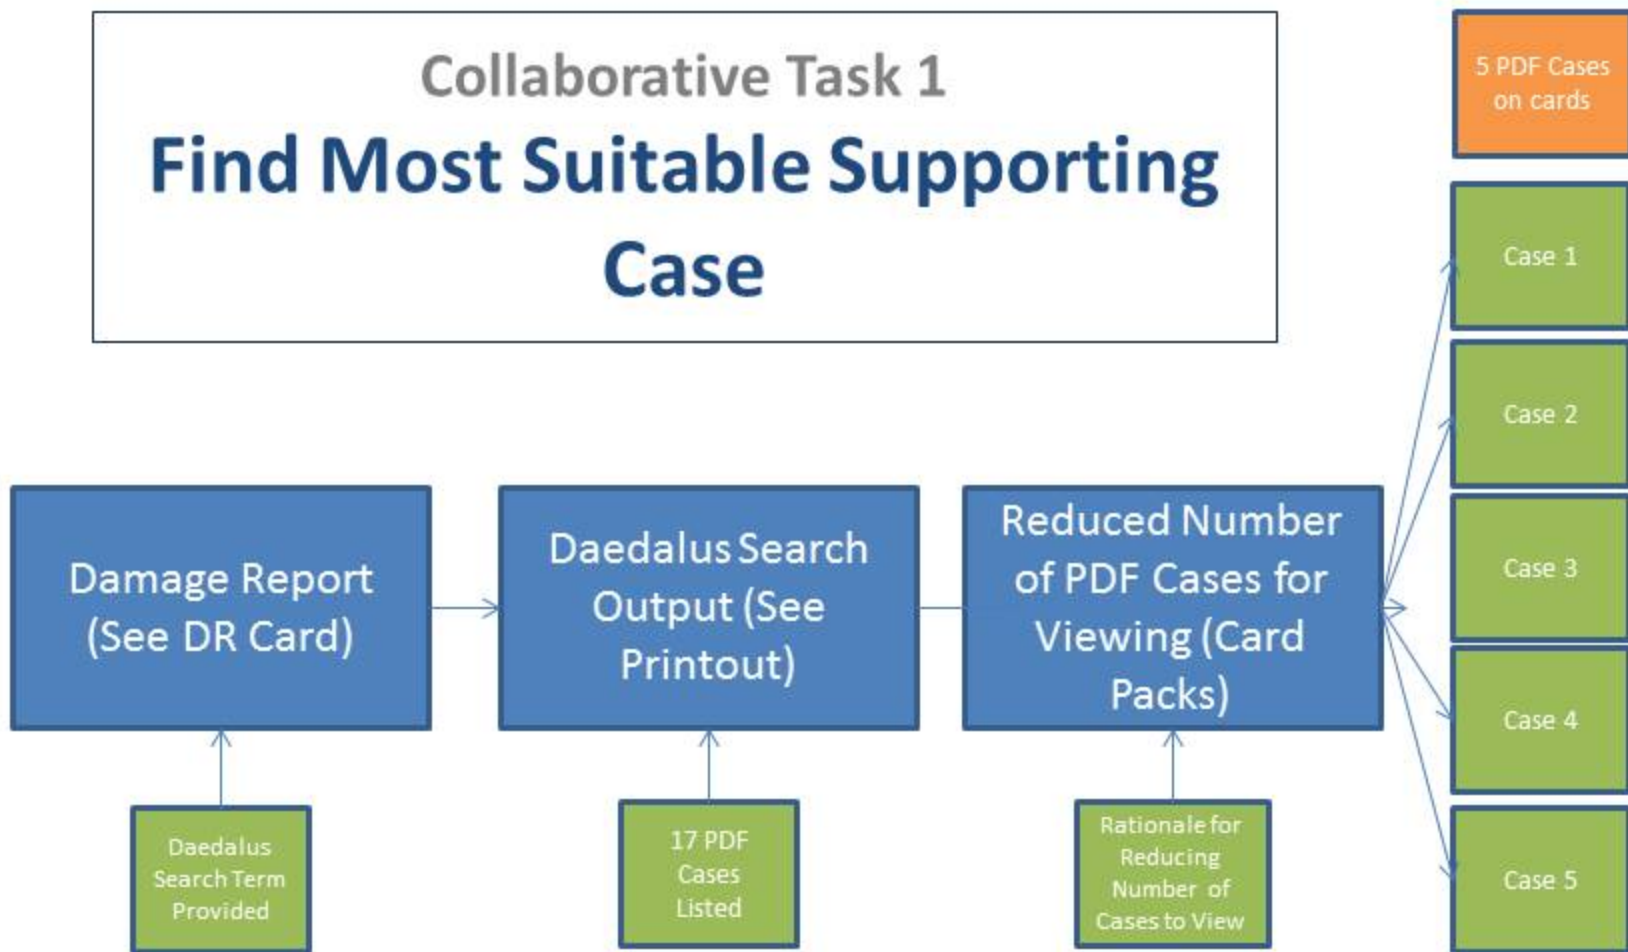 Collaborative Task 1
Find Most Suitable Supporting
Case
5 PDF Cases
on cards
Case 1
Case 2
Case 3
Case 4
Case 5
Damage Report
(See DR Card)
Daedalus Search
Output (See
Printout)
Reduced Number
of PDF Cases for
Viewing (Card
Packs)
Daedalus
Search Term
Provided
17 PDF
Cases
Listed
Rationale for
Reducing
Number of
Cases to View